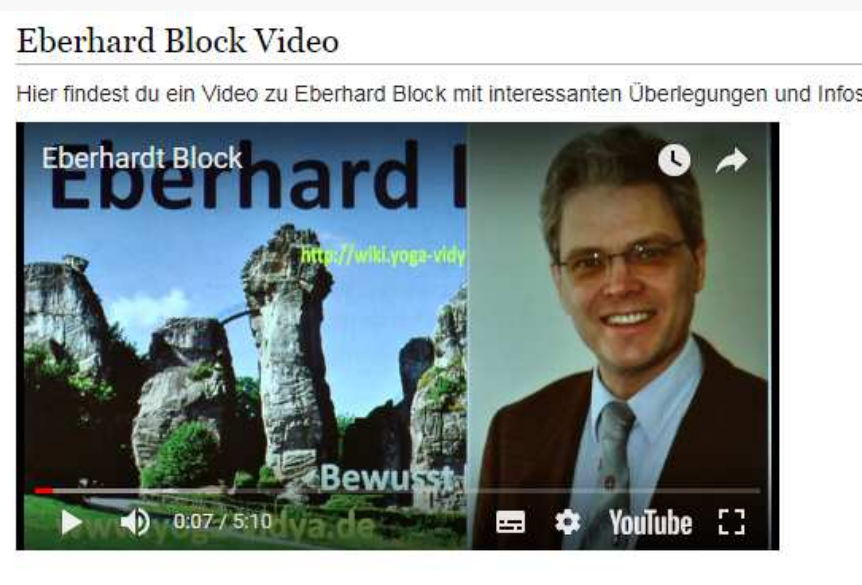 Eberhard Block Video
Hier findest du ein Video zu Eberhard Block mit interessanten Überlegungen und Infos
Eberhardt Block
Eberhard
http://wiki.yoga-vidy
Bewusst
0:07 / 5:10
YouTube